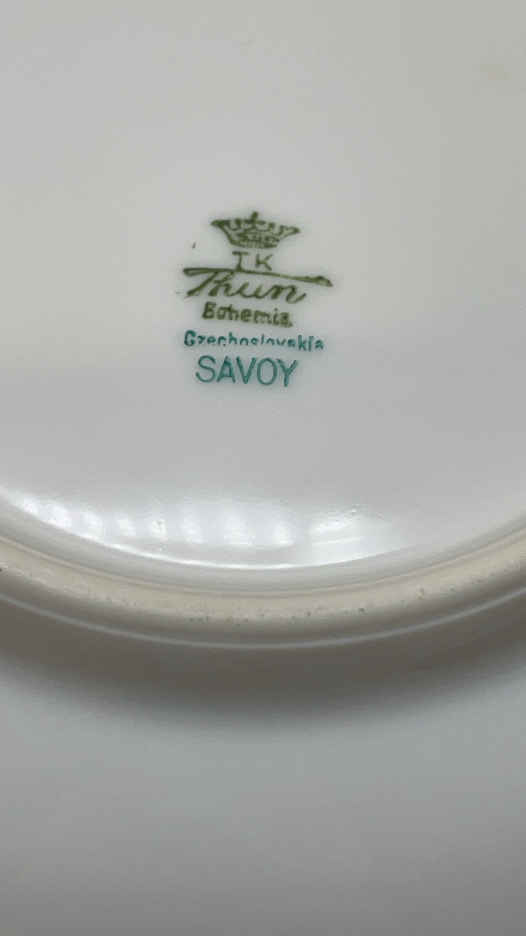 TK
Thun
Bohemia
Czechoslovakia
SAVOY